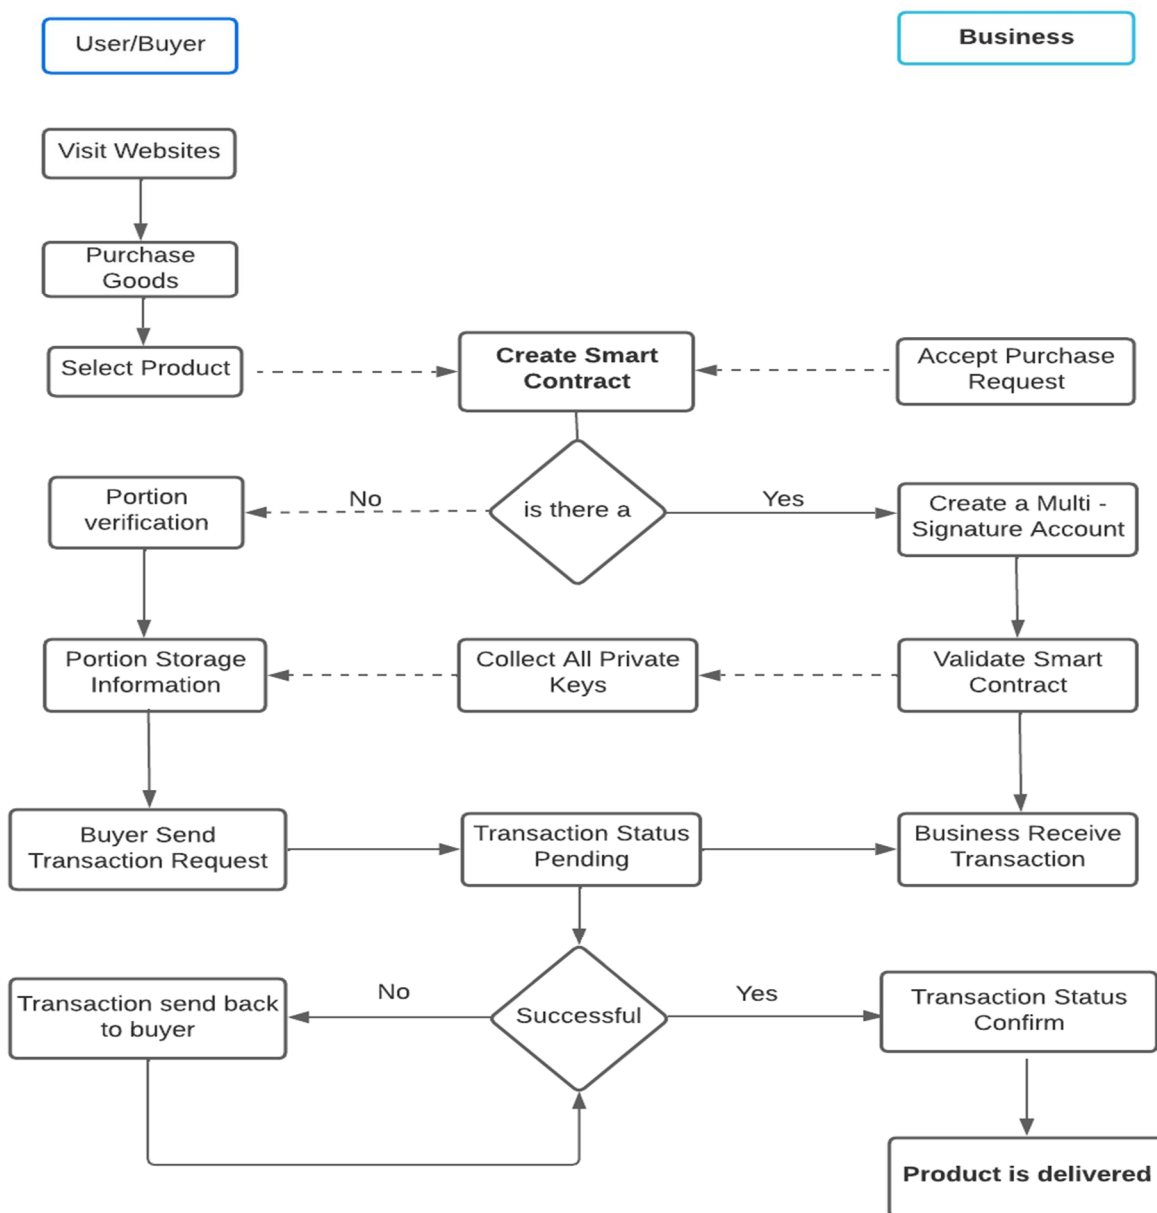 User/Buyer
Business
Visit Websites
Purchase
Goods
Select Product
Create Smart
Contract
Accept Purchase
Request
Portion
verification
No
is there a
Yes
Create a Multi -
Signature Account
Portion Storage
Information
Collect All Private
Keys
Validate Smart
Contract
Buyer Send
Transaction Request
Transaction Status
Pending
Business Receive
Transaction
Transaction send back
to buyer
No
Successful
Yes
Transaction Status
Confirm
Product is delivered